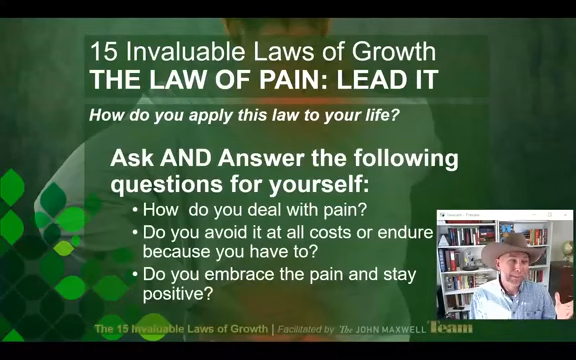 15 Invaluable Laws of Growth
THE LAW OF PAIN: LEAD IT
How do you apply this law to your life?
Ask AND Answer the following
questions for yourself:
• How do you deal with pain?
• Do you avoid it at all costs or endure
because you have to?
• Do you embrace the pain and stay
positive?
The 15 Invaluable Laws of Growth | Facilitated by The JOHN MAXWELL Team